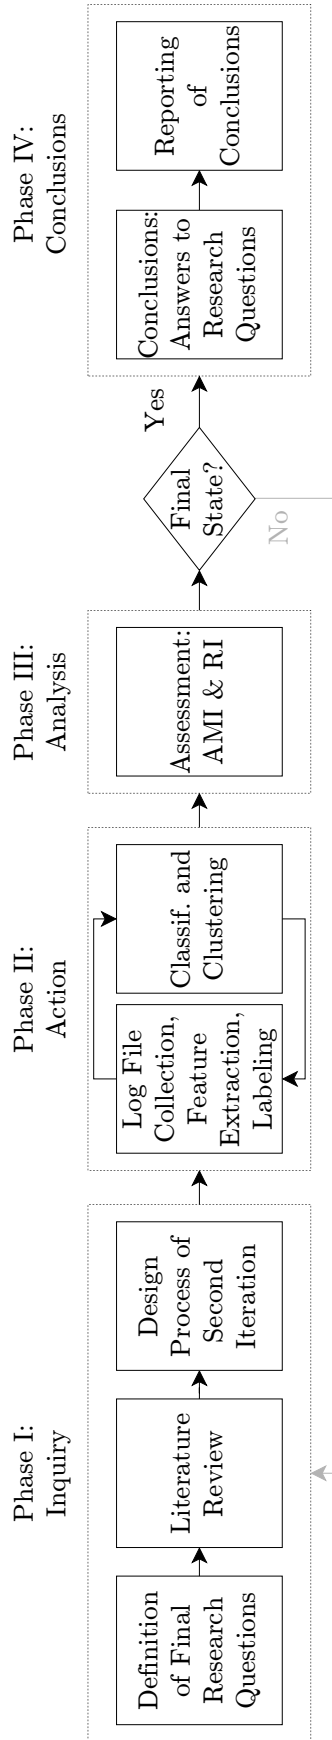 Phase I:
Inquiry
Definition
of Final
Research
Questions
Literature
Review
Design
Process of
Second
Iteration
Phase II:
Action
Log File
Collection,
Feature
Extraction,
Labeling
Classif. and
Clustering
Phase III:
Analysis
Assessment:
AMI & RI
Final
State?
Yes
No
Phase IV:
Conclusions
Conclusions:
Answers to
Research
Questions
Reporting
of
Conclusions